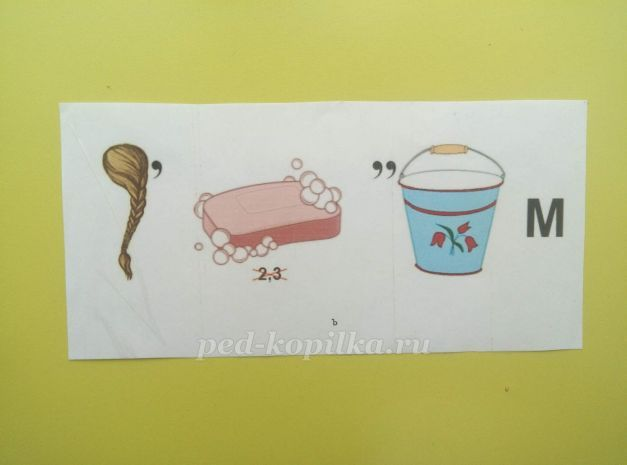 ,
,,
М
2,3
ь
ped-kopilka.ru